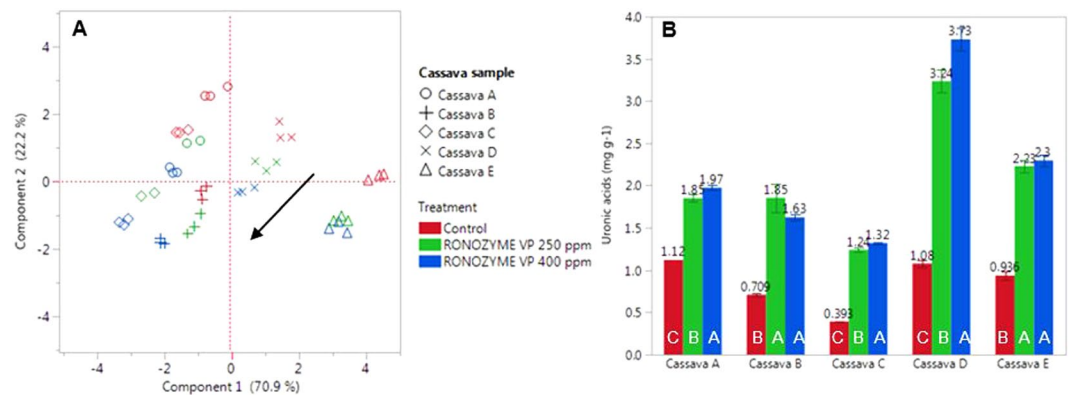 A
4
2
0
-2
-4
-4
-2
0
2
4
Component 2 (22.2 %)
Component 1 (70.9 %)
Cassava sample
Cassava A
Cassava B
Cassava C
Cassava D
Cassava E
Treatment
Control
RONOZYME VP 250 ppm
RONOZYME VP 400 ppm
B
Uronic acids (mg g-1)
4.0
3.5
3.0
2.5
2.0
1.5
1.0
0.5
0.0
1.12 1.85 1.97
0.709 1.85 1.63
0.393 1.24 1.32
1.08 3.24 3.73
0.936 2.23 2.3
C B A B A A C B A C B A B A A
Cassava A Cassava B Cassava C Cassava D Cassava E